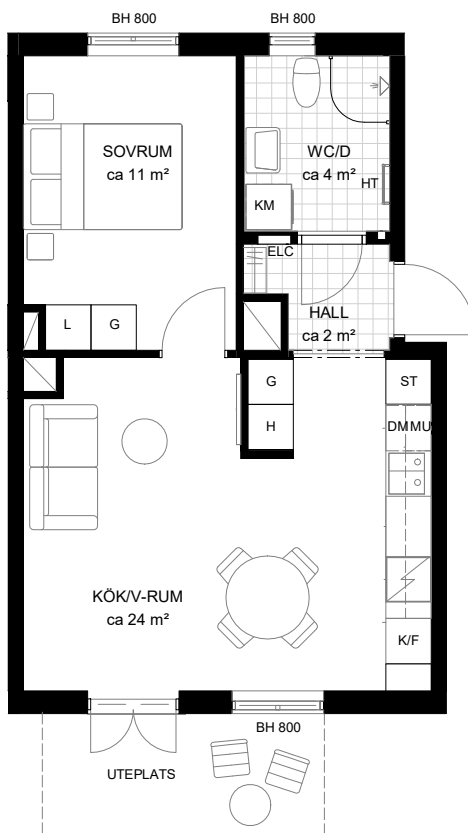 BH 800
BH 800
SOVRUM
ca 11 m²
WC/D
ca 4 m²
HT
KM
ELC
HALL
ca 2 m²
L
G
G
ST
H
DM MU
KÖK/V-RUM
ca 24 m²
K/F
BH 800
UTEPLATS